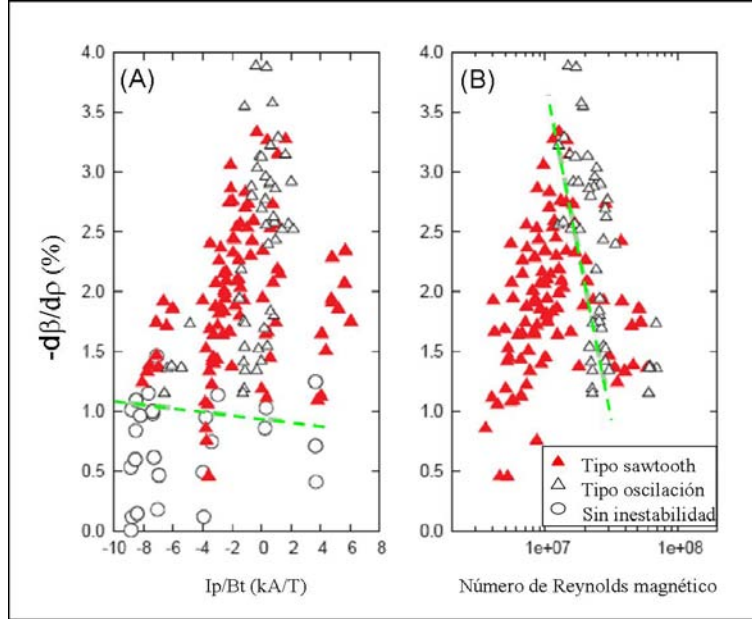 (A)
(B)
-dβ/dρ (%)
4.0
3.5
3.0
2.5
2.0
1.5
1.0
0.5
0.0
-10 -8 -6 -4 -2 0 2 4 6 8
Ip/Bt (kA/T)
4.0
3.5
3.0
2.5
2.0
1.5
1.0
0.5
0.0
1e+07 1e+08
Número de Reynolds magnético
Tipo sawtooth
Tipo oscilación
Sin inestabilidad